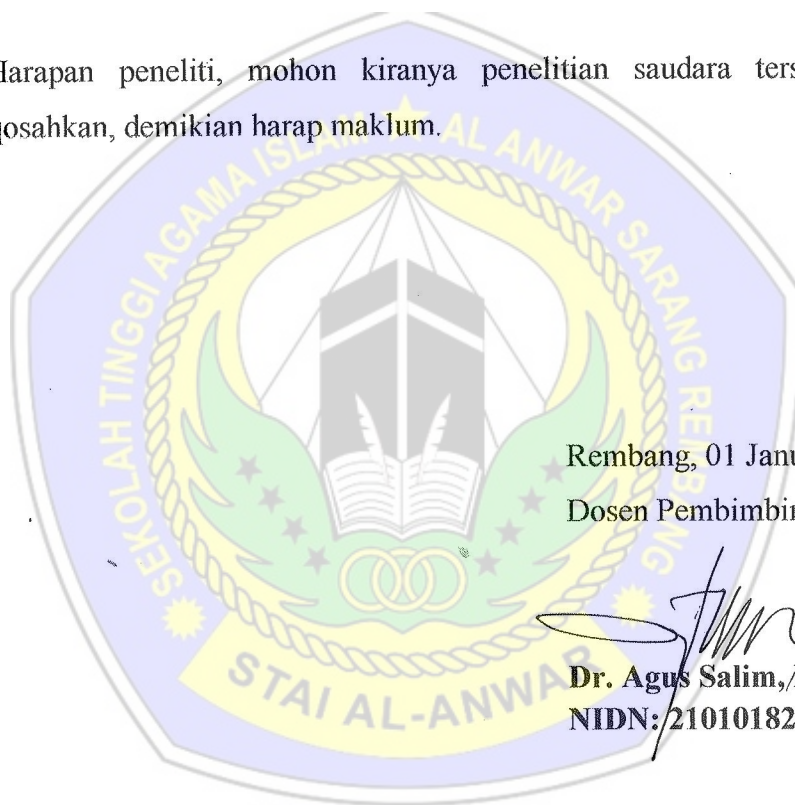 Harapan peneliti, mohon kiranya penelitian saudara ters
qosahkan, demikian harap maklum.
SEKOLAH TINGGI AGAMA ISLAM ★ AL ANWAR SARANG REMBANG
Rembang, 01 Janu
Dosen Pembimbin
Dr. Agus Salim,
NIDN: 21010182
STAI AL-ANWAR